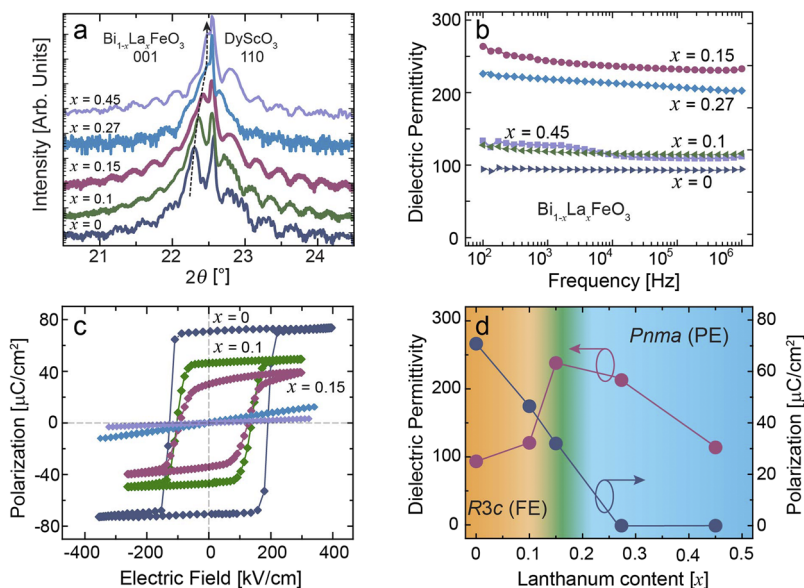 a
Bi1-xLaxFeO3
001
DyScO3
110
x = 0.45
x = 0.27
x = 0.15
x = 0.1
x = 0
Intensity [Arb. Units]
21 22 23 24
2θ [°]
b
300
200
100
0
Dielectric Permittivity
x = 0.15
x = 0.27
x = 0.45
x = 0.1
x = 0
Bi1-xLaxFeO3
10² 10³ 10⁴ 10⁵ 10⁶
Frequency [Hz]
c
80
40
0
-40
-80
Polarization [μC/cm²]
x = 0
x = 0.1
x = 0.15
-400 -200 0 200 400
Electric Field [kV/cm]
d
300
200
100
0
Dielectric Permittivity
Pnma (PE)
R3c (FE)
80
60
40
20
0
Polarization [μC/cm²]
0 0.1 0.2 0.3 0.4 0.5
Lanthanum content [x]